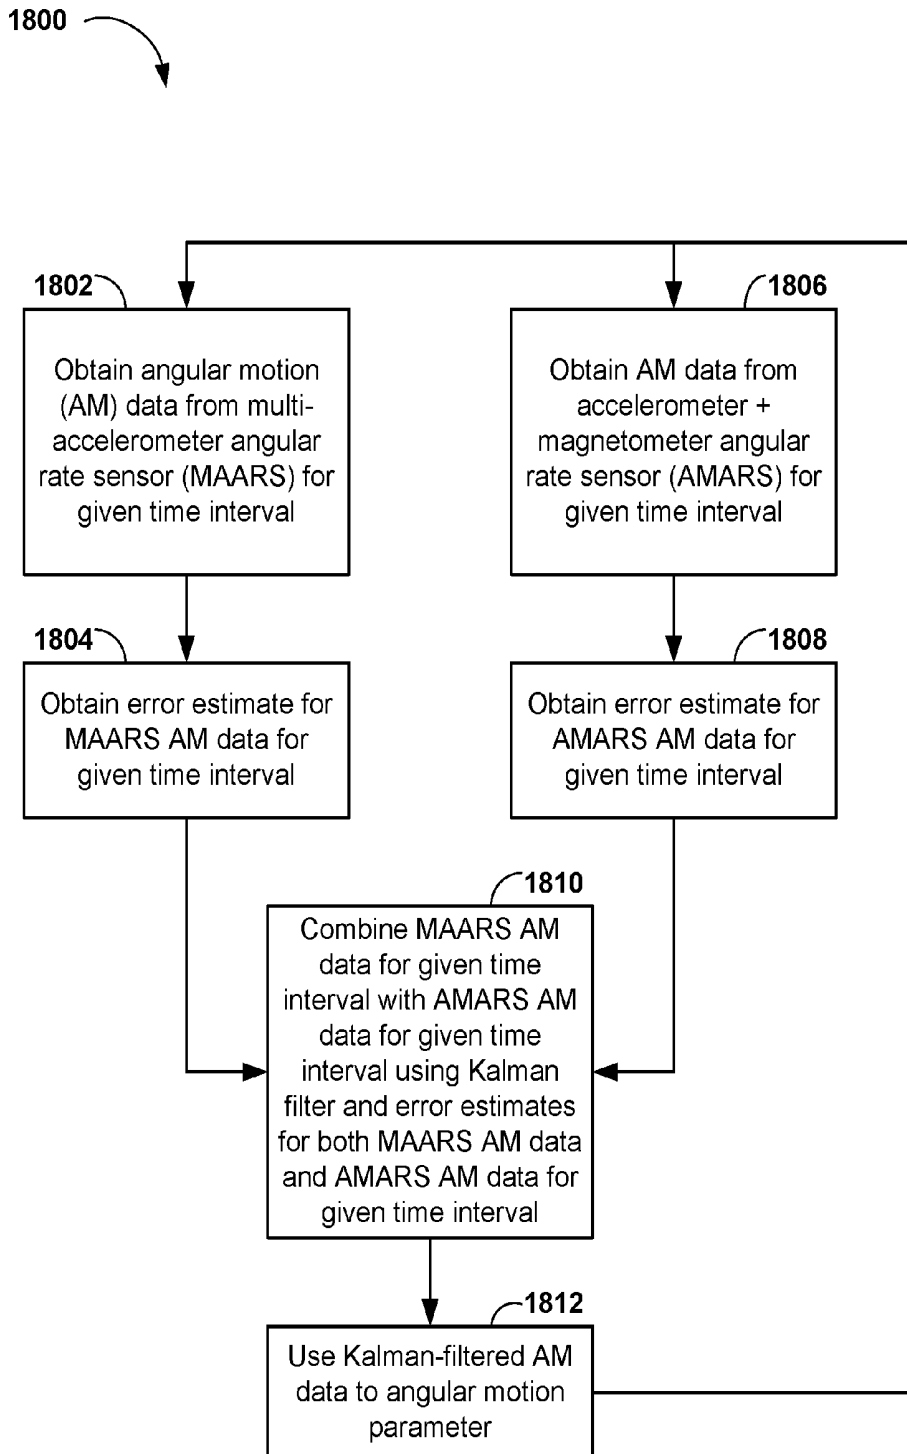 1800
1802
Obtain angular motion
(AM) data from multi-
accelerometer angular
rate sensor (MAARS) for
given time interval
1806
Obtain AM data from
accelerometer +
magnetometer angular
rate sensor (AMARS) for
given time interval
1804
Obtain error estimate for
MAARS AM data for
given time interval
1808
Obtain error estimate for
AMARS AM data for
given time interval
1810
Combine MAARS AM
data for given time
interval with AMARS AM
data for given time
interval using Kalman
filter and error estimates
for both MAARS AM data
and AMARS AM data for
given time interval
1812
Use Kalman-filtered AM
data to angular motion
parameter